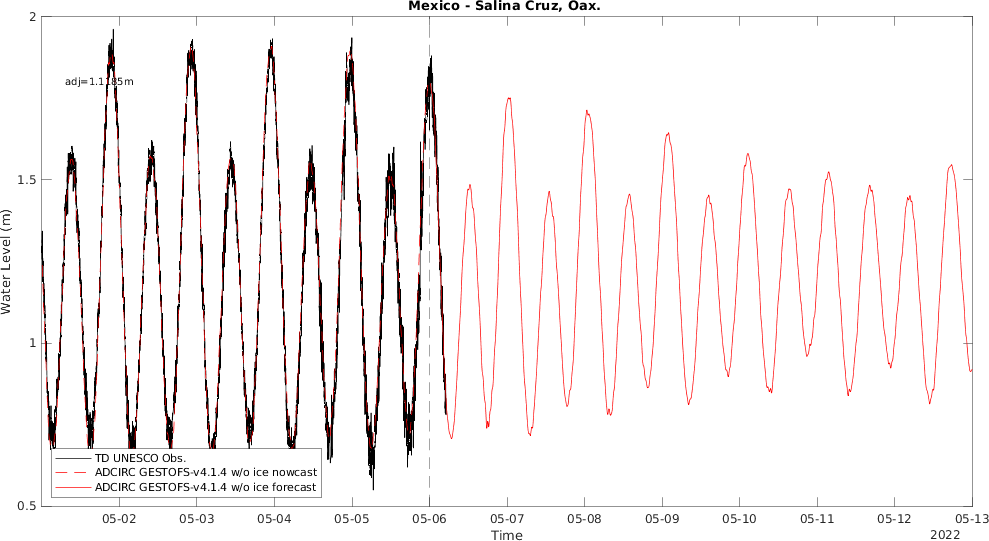 Mexico - Salina Cruz, Oax.
2
adj=1.1185m
1.5
Water Level (m)
1
TD UNESCO Obs.
ADCIRC GESTOFS-v4.1.4 w/o ice nowcast
ADCIRC GESTOFS-v4.1.4 w/o ice forecast
0.5
05-02 05-03 05-04 05-05 05-06 05-07 05-08 05-09 05-10 05-11 05-12 05-13
Time
2022